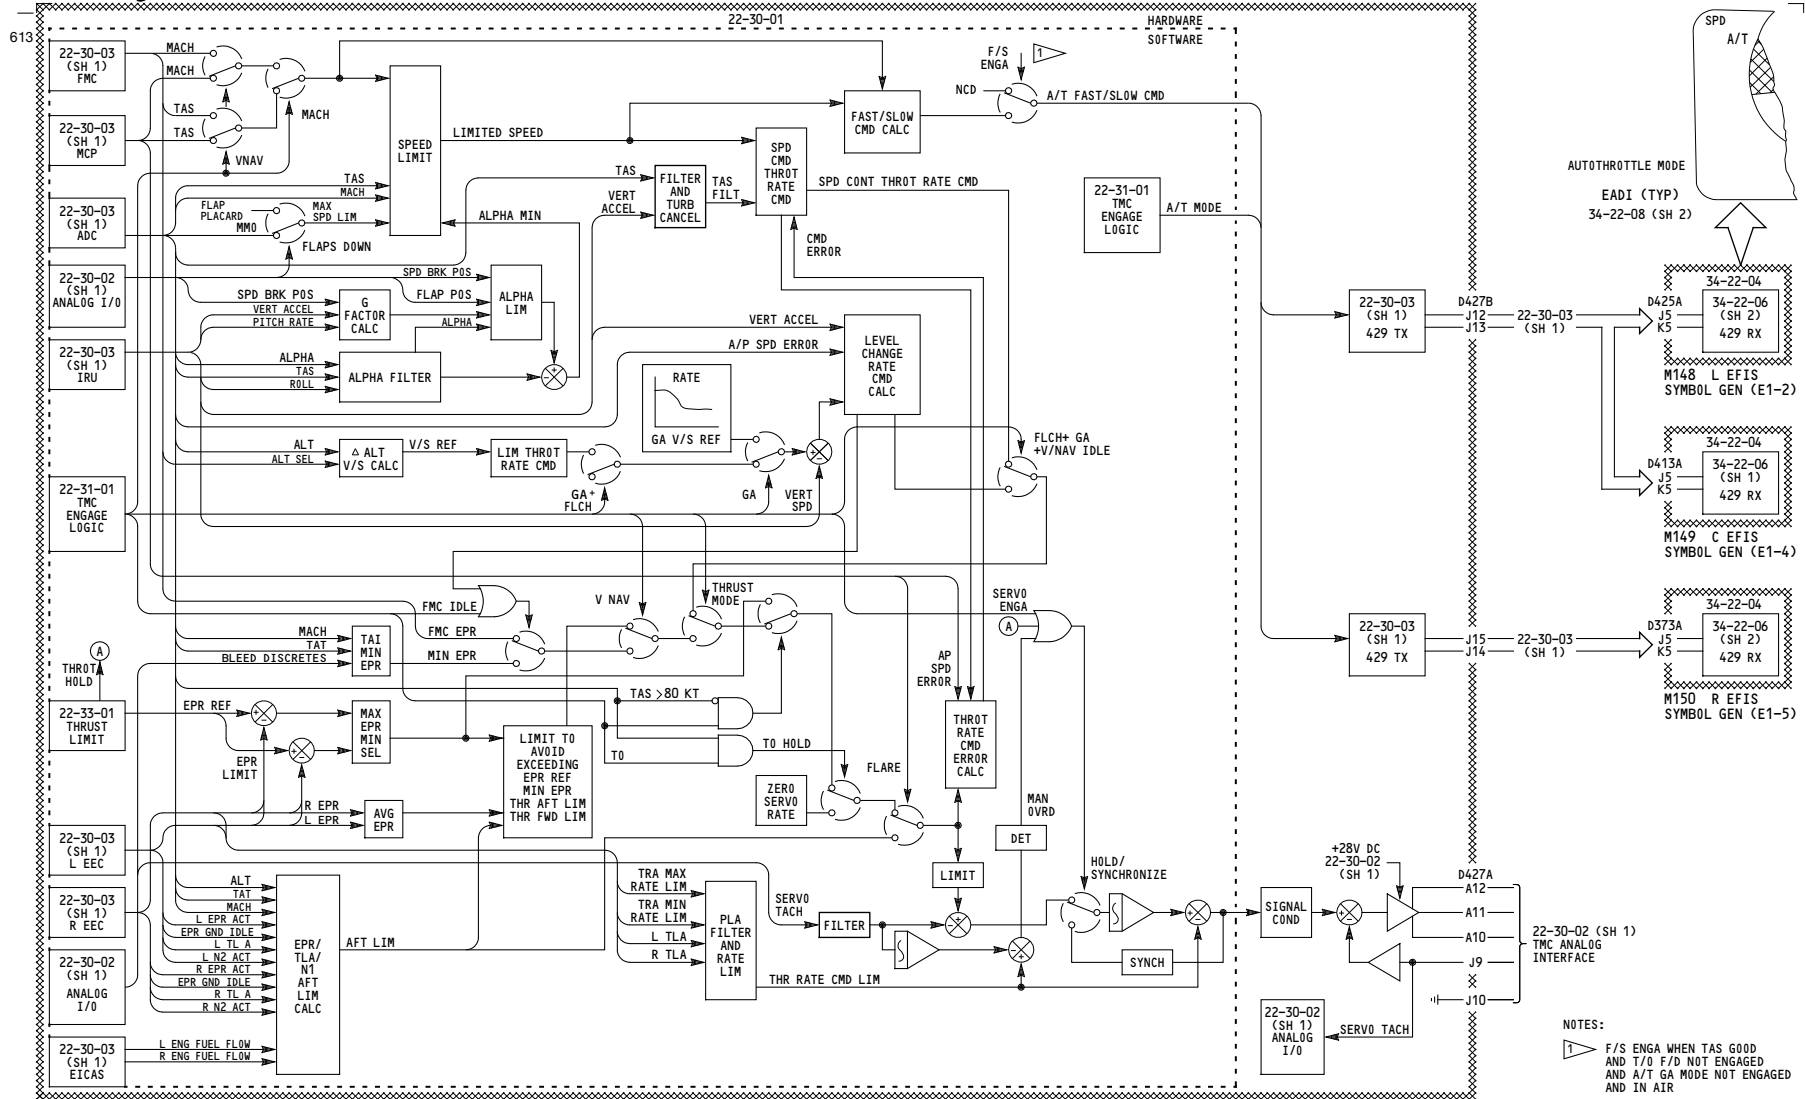 613
22-30-01
HARDWARE
SOFTWARE
22-30-03
(SH 1)
FMC
22-30-03
(SH 1)
MCP
22-30-03
(SH 1)
ADC
22-30-02
(SH 1)
ANALOG I/O
22-30-03
(SH 1)
IRU
22-31-01
TMC
ENGAGE
LOGIC
A
THROT
HOLD
22-33-01
THRUST
LIMIT
22-30-03
(SH 1)
L EEC
22-30-03
(SH 1)
R EEC
22-30-02
(SH 1)
ANALOG
I/O
22-30-03
(SH 1)
EICAS
MACH
MACH
TAS
TAS
MACH
VNAV
TAS
MACH
FLAP
PLACARD
MMO
MAX
SPD LIM
FLAPS DOWN
SPEED
LIMIT
LIMITED SPEED
ALPHA MIN
SPD BRK POS
FLAP POS
ALPHA
ALPHA
LIM
SPD BRK POS
VERT ACCEL
PITCH RATE
G
FACTOR
CALC
ALPHA
TAS
ROLL
ALPHA FILTER
+
-
TAS
VERT
ACCEL
FILTER
AND
TURB
CANCEL
TAS
FILT
SPD
CMD
THROT
RATE
CMD
SPD CONT THROT RATE CMD
CMD
ERROR
FAST/SLOW
CMD CALC
NCD
F/S
ENGA
1
A/T FAST/SLOW CMD
22-31-01
TMC
ENGAGE
LOGIC
A/T MODE
VERT ACCEL
A/P SPD ERROR
LEVEL
CHANGE
RATE
CMD
CALC
RATE
GA V/S REF
ALT
ALT SEL
Δ ALT
V/S CALC
V/S REF
LIM THROT
RATE CMD
GA+
FLCH
GA
VERT
SPD
+
-
FLCH+ GA
+V/NAV IDLE
FMC IDLE
FMC EPR
MIN EPR
V NAV
THRUST
MODE
SERVO
ENGA
A
MACH
TAT
BLEED DISCRETES
TAI
MIN
EPR
EPR REF
+
-
EPR
LIMIT
+
-
MAX
EPR
MIN
SEL
R EPR
L EPR
AVG
EPR
LIMIT TO
AVOID
EXCEEDING
EPR REF
MIN EPR
THR AFT LIM
THR FWD LIM
TAS >80 KT
TO
TO HOLD
FLARE
ZERO
SERVO
RATE
AP
SPD
ERROR
THROT
RATE
CMD
ERROR
CALC
MAN
OVRD
DET
LIMIT
HOLD/
SYNCHRONIZE
ALT
TAT
MACH
L EPR ACT
EPR GND IDLE
L TL A
L N2 ACT
R EPR ACT
EPR GND IDLE
R TL A
R N2 ACT
L ENG FUEL FLOW
R ENG FUEL FLOW
EPR/
TLA/
N1
AFT
LIM
CALC
AFT LIM
TRA MAX
RATE LIM
TRA MIN
RATE LIM
L TLA
R TLA
PLA
FILTER
AND
RATE
LIM
SERVO
TACH
FILTER
THR RATE CMD LIM
SYNCH
SIGNAL
COND
+28V DC
22-30-02
(SH 1)
D427A
A12
A11
A10
J9
J10
22-30-02 (SH 1)
TMC ANALOG
INTERFACE
22-30-02
(SH 1)
ANALOG
I/O
SERVO TACH
22-30-03
(SH 1)
429 TX
D427B
J12
J13
22-30-03
(SH 1)
D425A
J5
K5
34-22-04
34-22-06
(SH 2)
429 RX
M148 L EFIS
SYMBOL GEN (E1-2)
D413A
J5
K5
34-22-04
34-22-06
(SH 1)
429 RX
M149 C EFIS
SYMBOL GEN (E1-4)
22-30-03
(SH 1)
429 TX
J15
J14
22-30-03
(SH 1)
D373A
J5
K5
34-22-04
34-22-06
(SH 2)
429 RX
M150 R EFIS
SYMBOL GEN (E1-5)
SPD
A/T
AUTOTHROTTLE MODE
EADI (TYP)
34-22-08 (SH 2)
NOTES:
1 F/S ENGA WHEN TAS GOOD
AND T/O F/D NOT ENGAGED
AND A/T GA MODE NOT ENGAGED
AND IN AIR